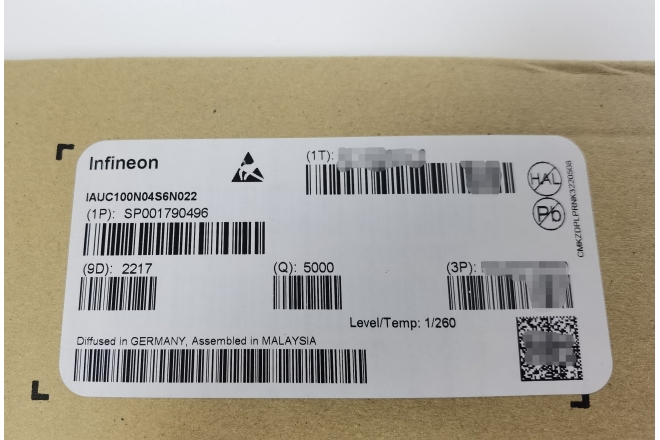 Infineon
(1T):
HAL
IAUC100N04S6N022
(1P): SP001790496
Pb
(9D): 2217
(Q): 5000
(3P):
Level/Temp: 1/260
Diffused in GERMANY, Assembled in MALAYSIA